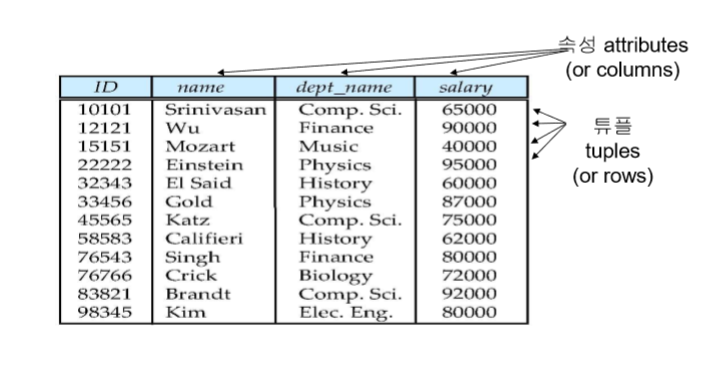 속성 attributes
(or columns)
ID name dept_name salary
10101 Srinivasan Comp. Sci. 65000
12121 Wu Finance 90000
15151 Mozart Music 40000
22222 Einstein Physics 95000
32343 El Said History 60000
33456 Gold Physics 87000
45565 Katz Comp. Sci. 75000
58583 Califieri History 62000
76543 Singh Finance 80000
76766 Crick Biology 72000
83821 Brandt Comp. Sci. 92000
98345 Kim Elec. Eng. 80000
튜플
tuples
(or rows)